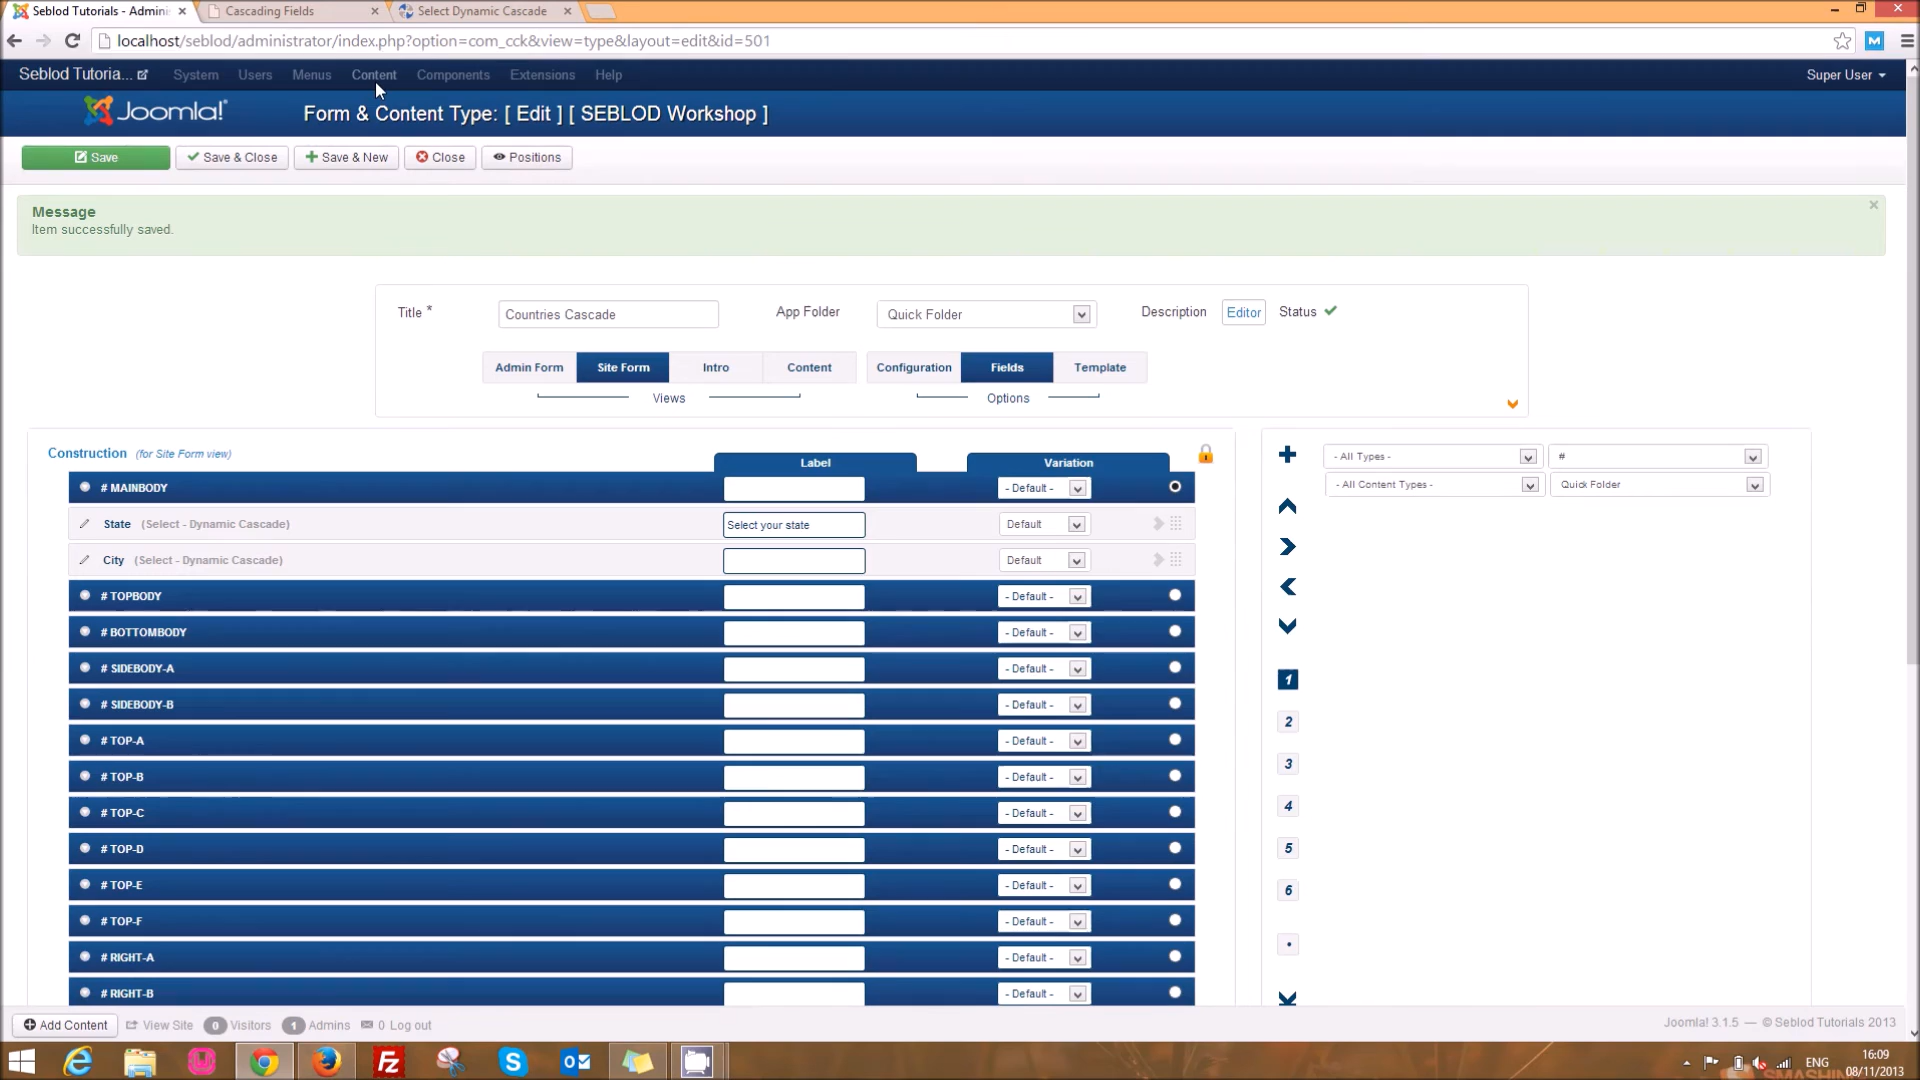 Seblod Tutorials - Admini
Cascading Fields
Select Dynamic Cascade
localhost/seblod/administrator/index.php?option=com_cck&view=type&layout=edit&id=501
Seblod Tutoria...
System
Users
Menus
Content
Components
Extensions
Help
Super User
Joomla!
Form & Content Type: [ Edit ] [ SEBLOD Workshop ]
Save
Save & Close
Save & New
Close
Positions
Message
Item successfully saved.
Title *
Countries Cascade
App Folder
Quick Folder
Description
Editor
Status
Admin Form
Site Form
Intro
Content
Configuration
Fields
Template
Views
Options
Construction (for Site Form view)
Label
Variation
- All Types -
#
- All Content Types -
Quick Folder
# MAINBODY
- Default -
State (Select - Dynamic Cascade)
Select your state
Default
City (Select - Dynamic Cascade)
Default
# TOPBODY
- Default -
# BOTTOMBODY
- Default -
# SIDEBODY-A
- Default -
# SIDEBODY-B
- Default -
# TOP-A
- Default -
# TOP-B
- Default -
# TOP-C
- Default -
# TOP-D
- Default -
# TOP-E
- Default -
# TOP-F
- Default -
# RIGHT-A
- Default -
# RIGHT-B
- Default -
1
2
3
4
5
6
Add Content
View Site
0 Visitors
1 Admins
0 Log out
Joomla! 3.1.5 — © Seblod Tutorials 2013
ENG
16:09
08/11/2013